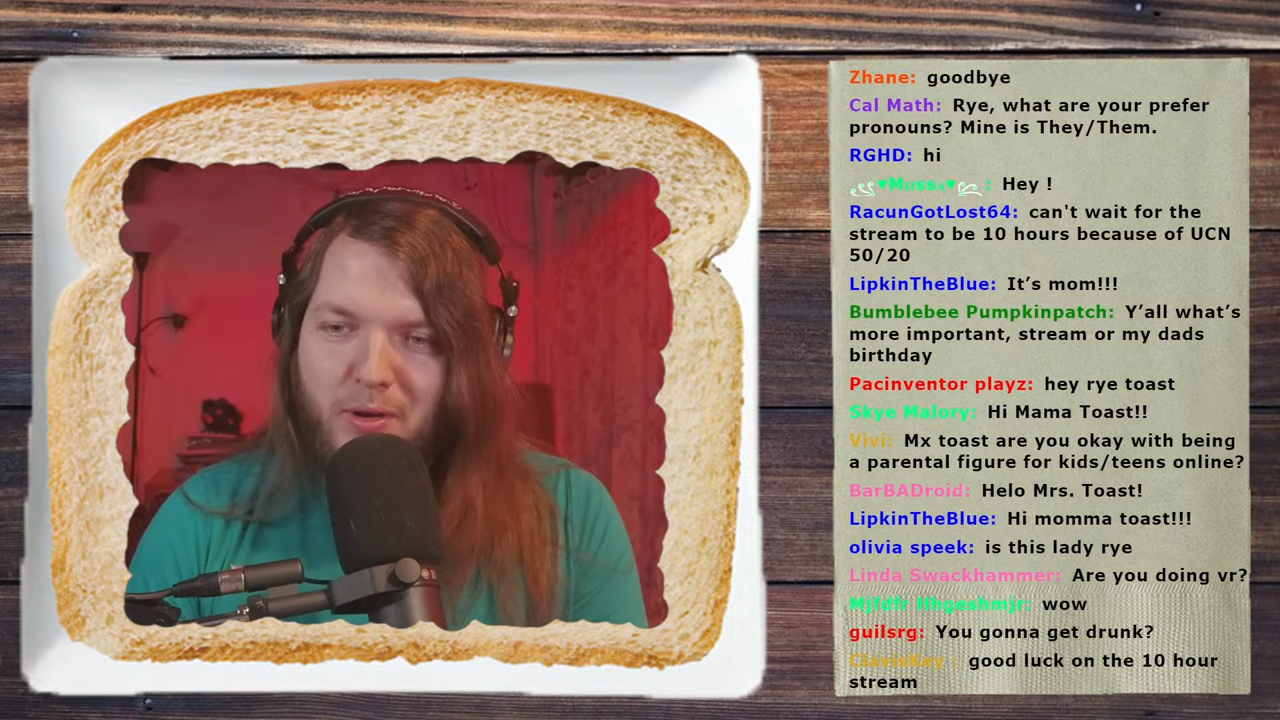 Zhane: goodbye
Cal Math: Rye, what are your prefer
pronouns? Mine is They/Them.
RGHD: hi
Hey !
RacunGotLost64: can't wait for the
stream to be 10 hours because of UCN
50/20
LipkinTheBlue: It’s mom!!!
Bumblebee Pumpkinpatch: Y’all what’s
more important, stream or my dads
birthday
Pacinventor playz: hey rye toast
Skye Malory: Hi Mama Toast!!
Vivi: Mx toast are you okay with being
a parental figure for kids/teens online?
BarBADroid: Helo Mrs. Toast!
LipkinTheBlue: Hi momma toast!!!
olivia speek: is this lady rye
Linda Swackhammer: Are you doing vr?
wow
guilsrg: You gonna get drunk?
good luck on the 10 hour
stream